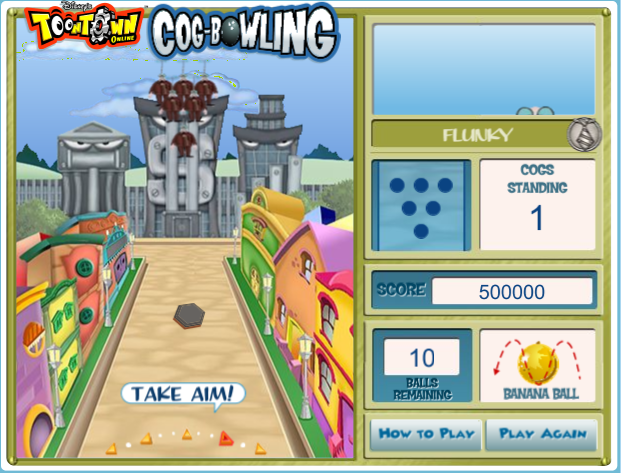 Disney's
TOONTOWN
ONLINE
COG-BOWLING
FLUNKY
COGS
STANDING
1
SCORE 500000
10
BALLS
REMAINING
BANANA BALL
TAKE AIM!
HOW TO PLAY
PLAY AGAIN